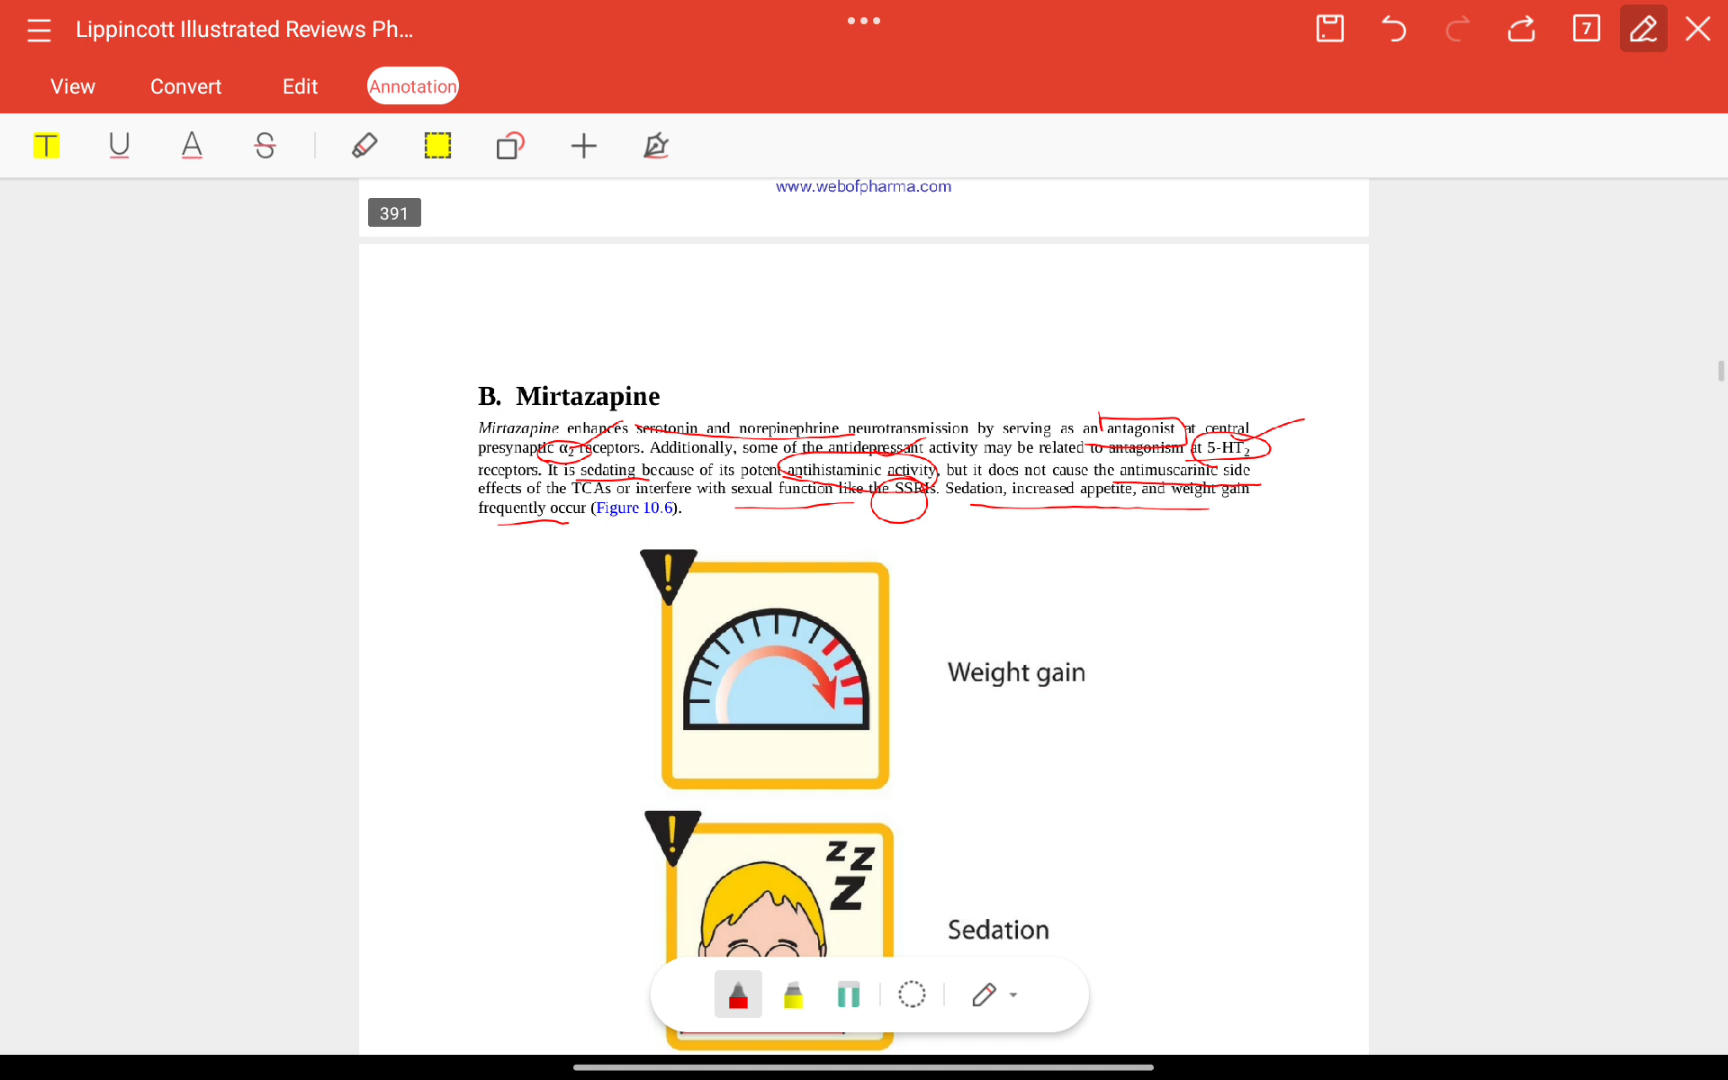 Lippincott Illustrated Reviews Ph...
7
View Convert Edit Annotation
T U A S
www.webofpharma.com
391
B. Mirtazapine
Mirtazapine enhances serotonin and norepinephrine neurotransmission by serving as an antagonist at central
presynaptic α₂ receptors. Additionally, some of the antidepressant activity may be related to antagonism at 5-HT₂
receptors. It is sedating because of its potent antihistaminic activity, but it does not cause the antimuscarinic side
effects of the TCAs or interfere with sexual function like the SSRIs. Sedation, increased appetite, and weight gain
frequently occur (Figure 10.6).
!
Weight gain
!
z z z
Sedation